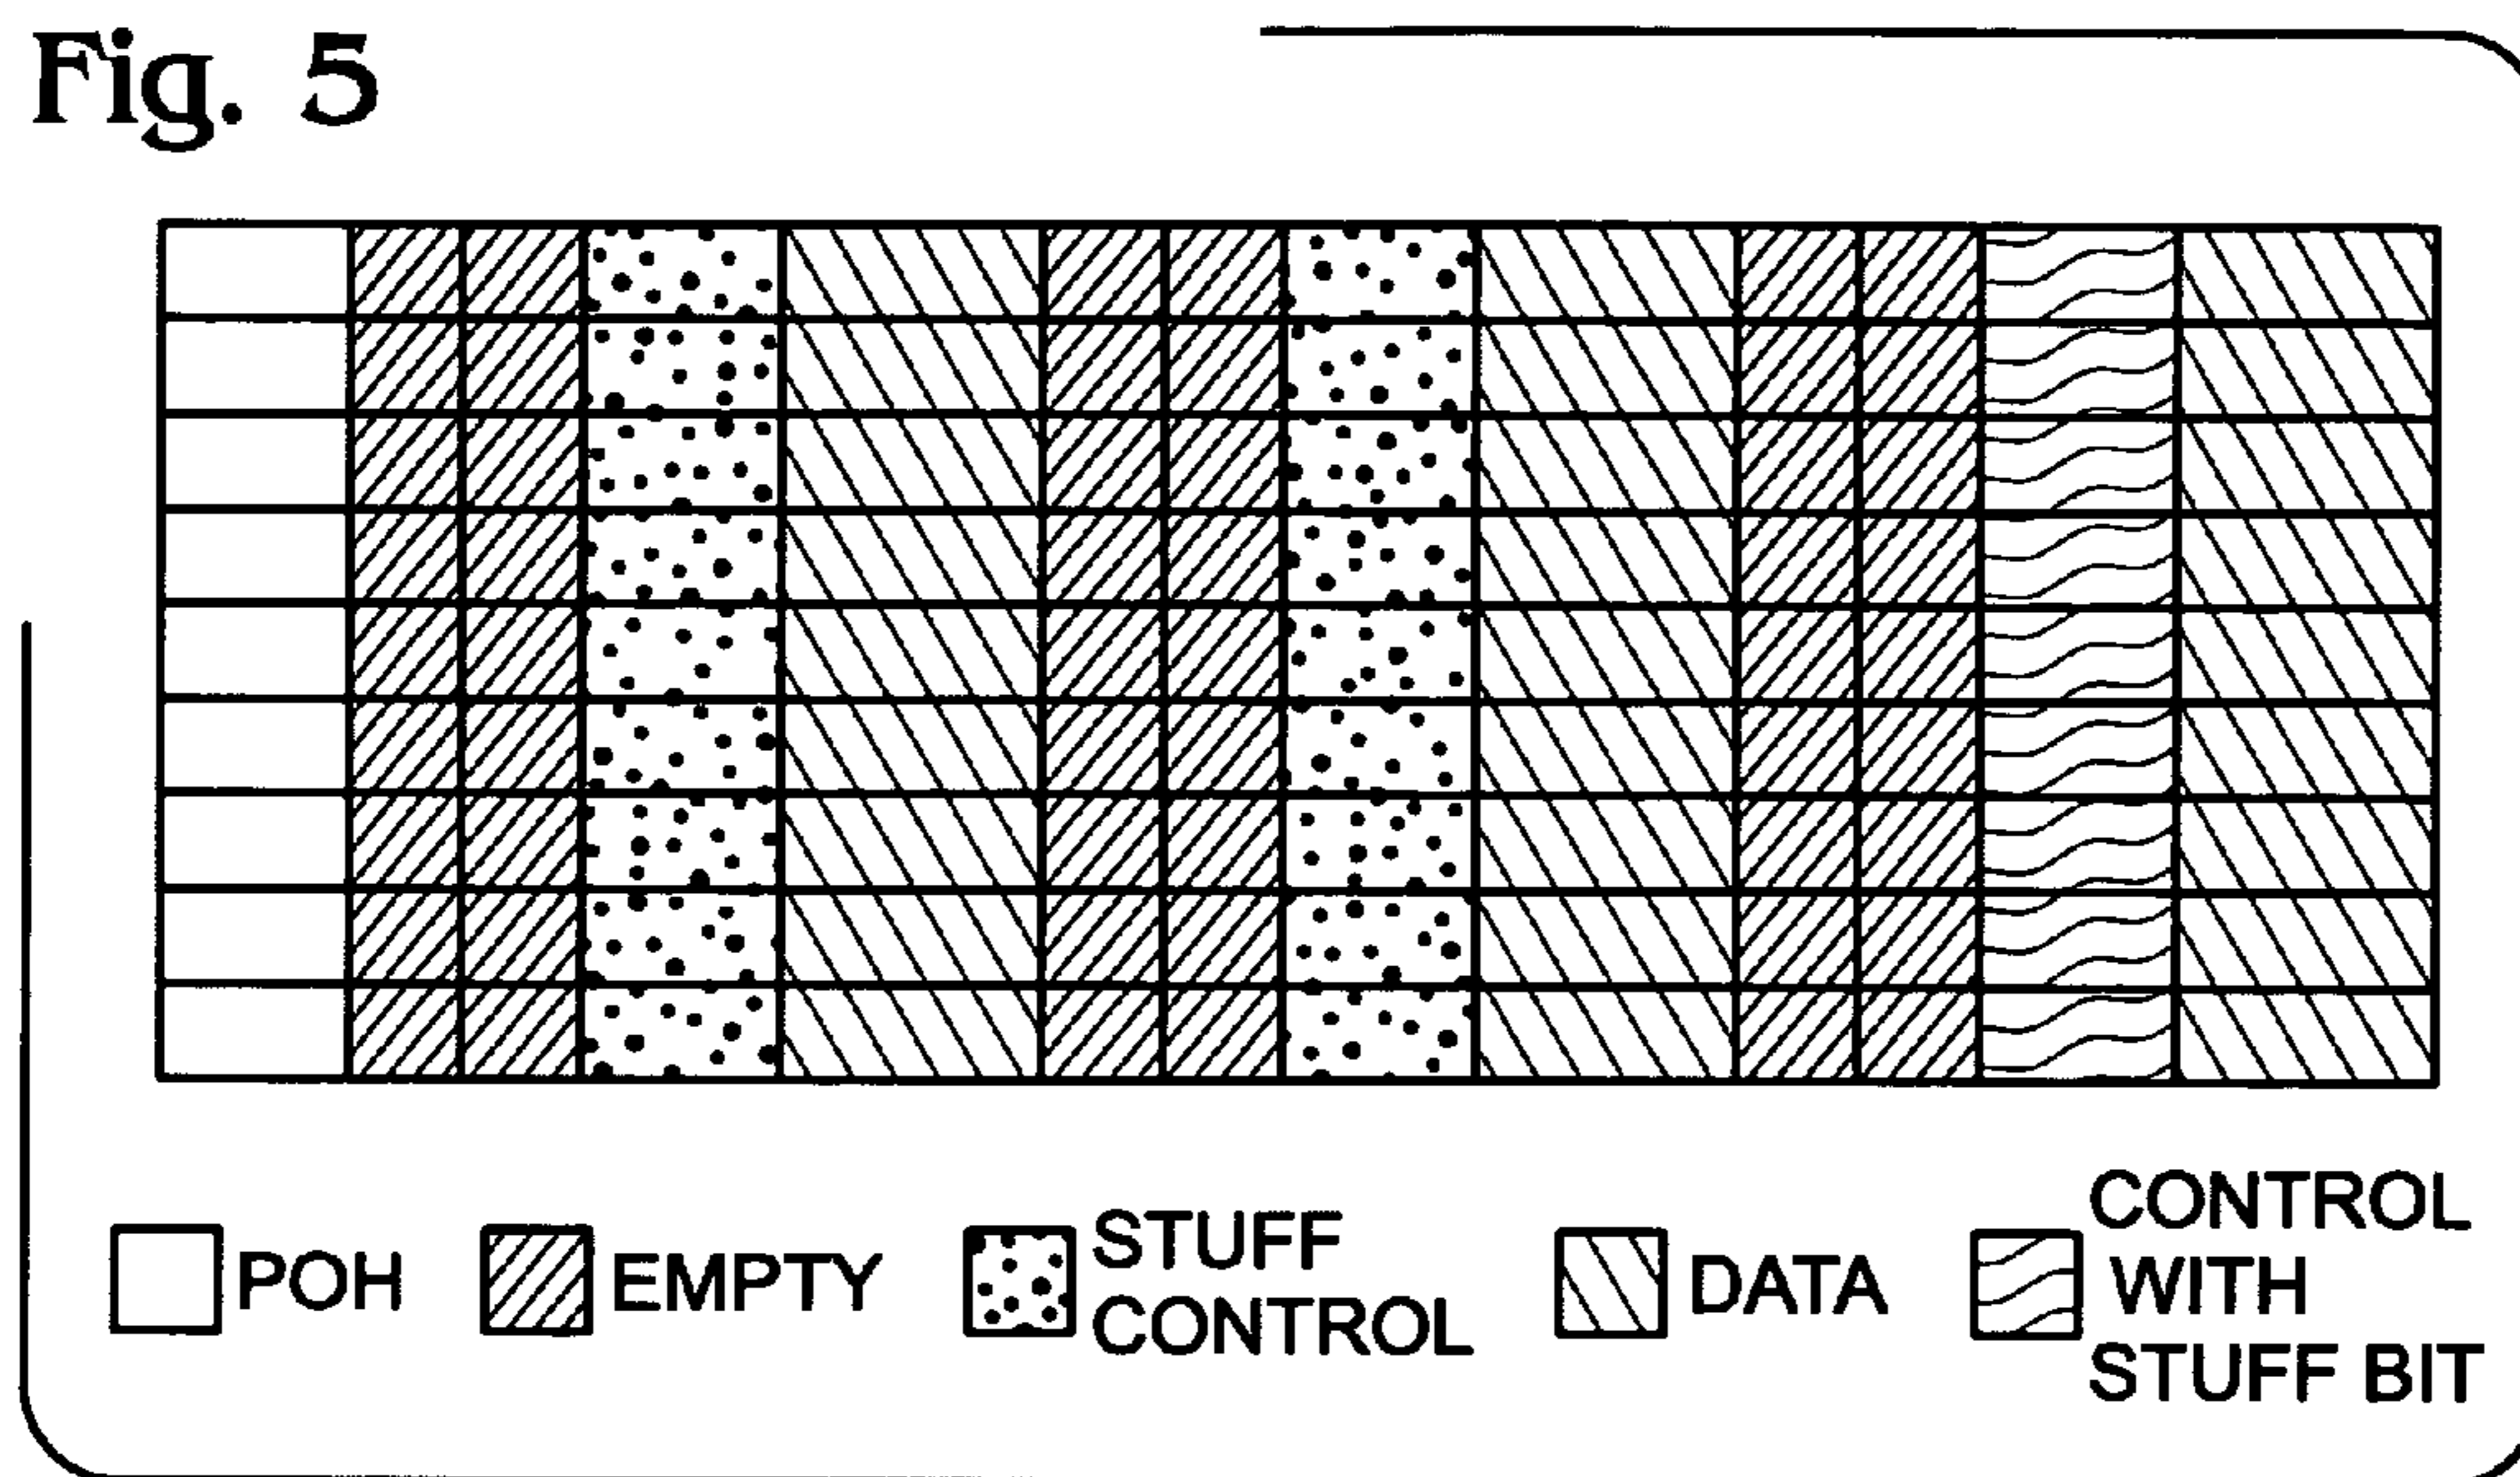 Fig. 5
POH
EMPTY
STUFF
CONTROL
DATA
CONTROL
WITH
STUFF BIT